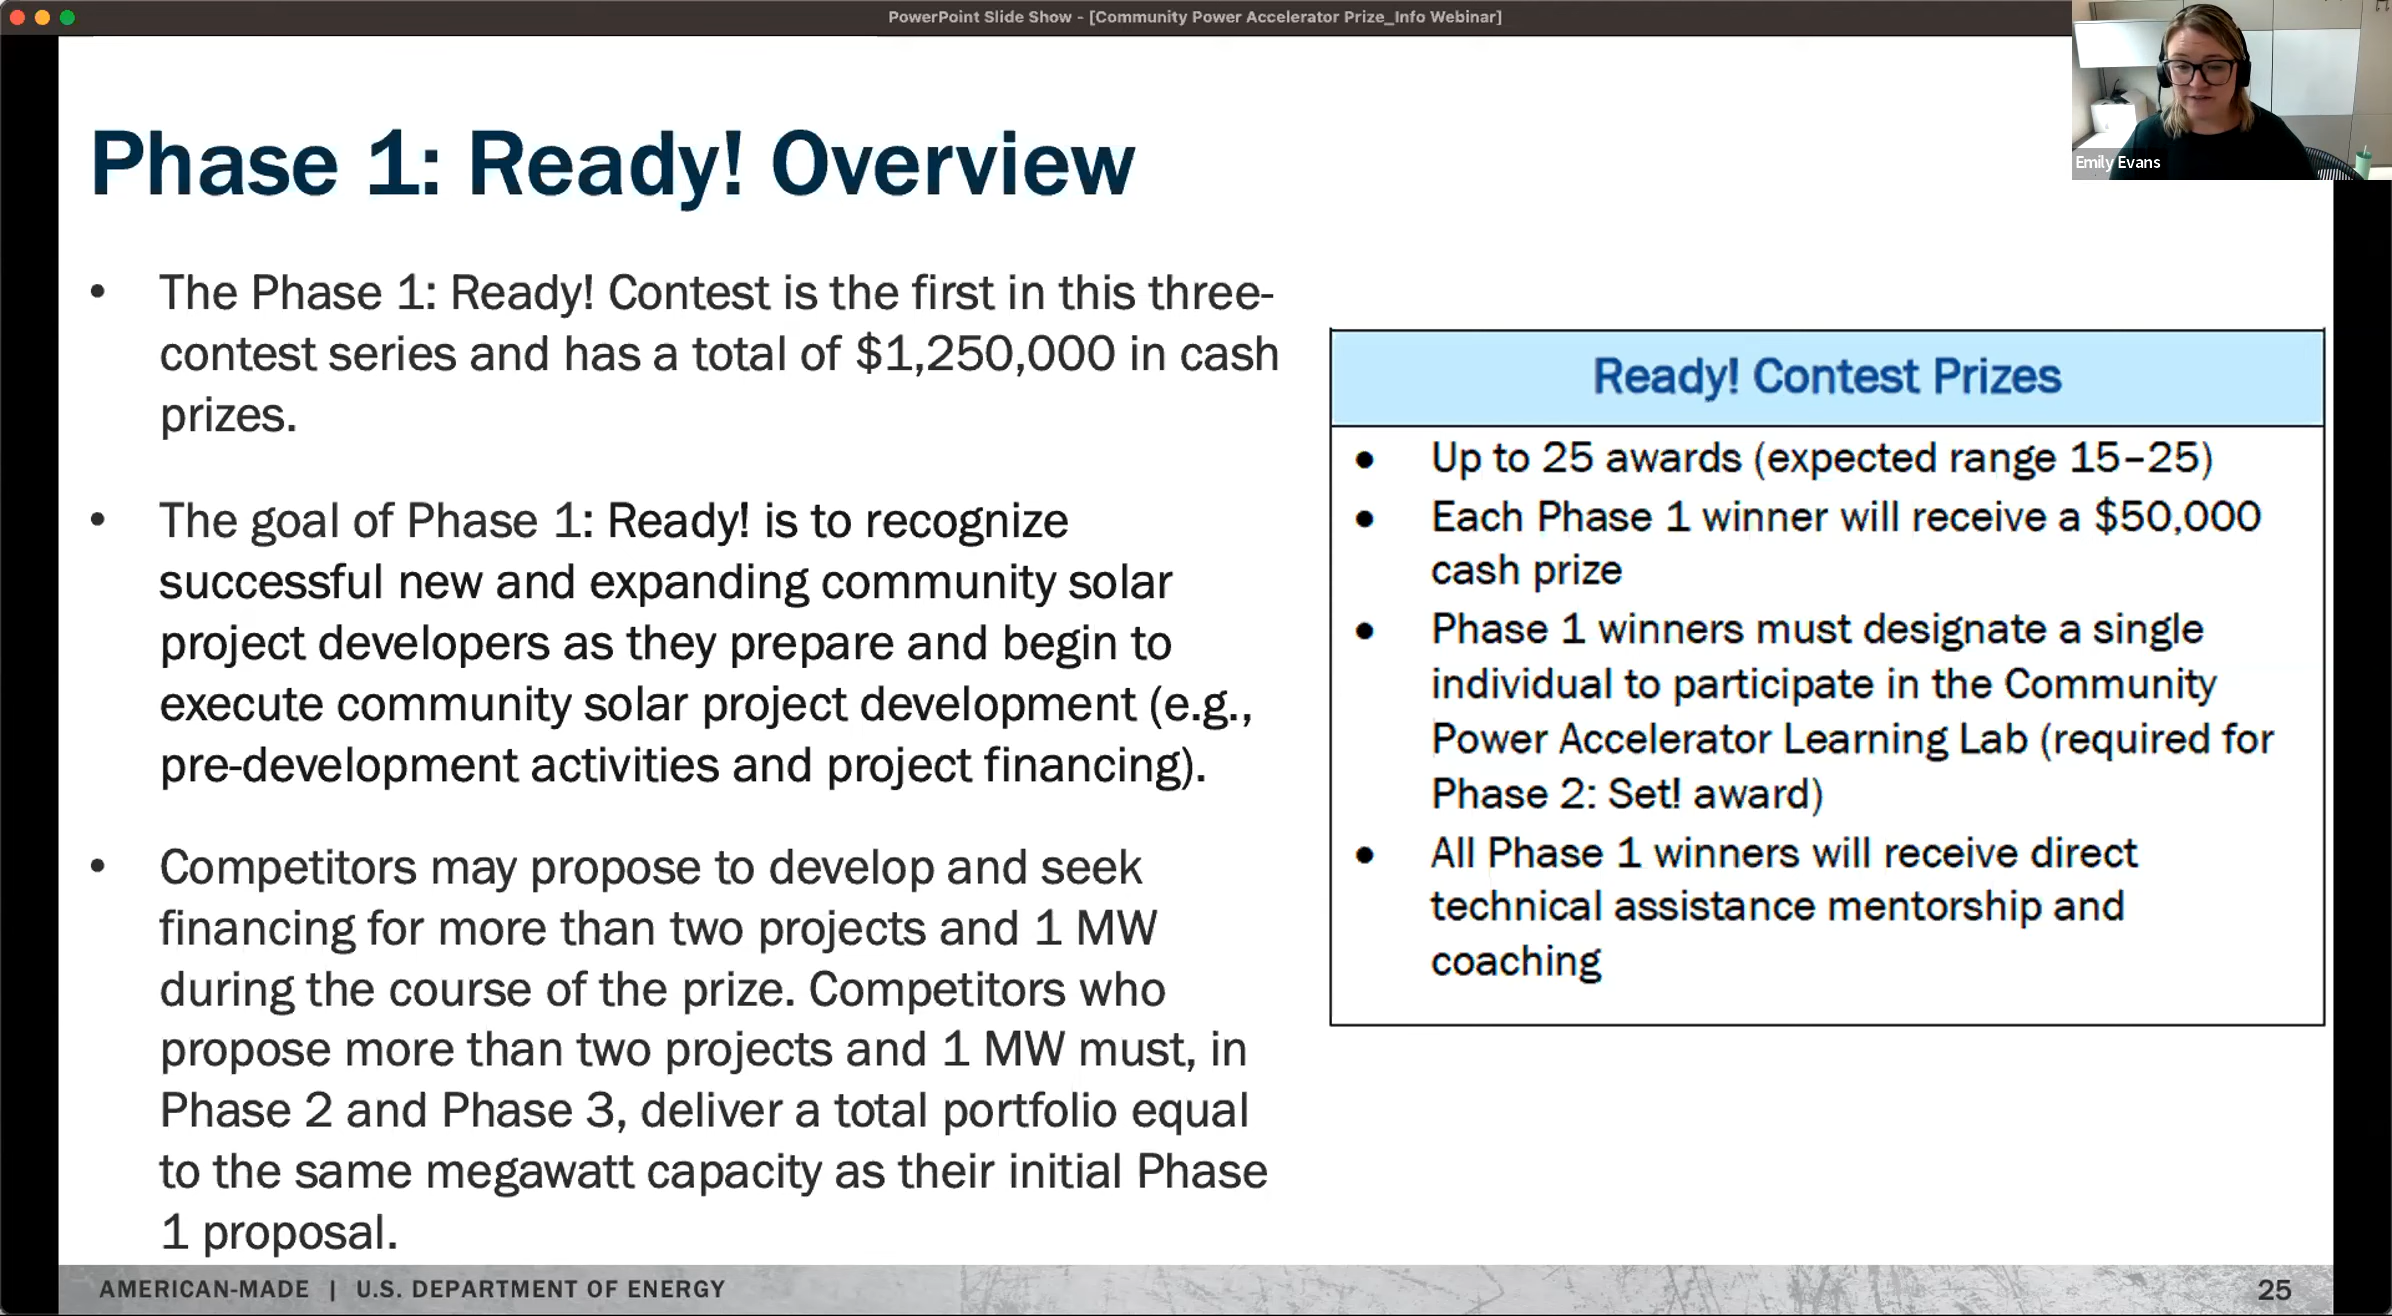 PowerPoint Slide Show - [Community Power Accelerator Prize_Info Webinar]
Emily Evans
Phase 1: Ready! Overview
• The Phase 1: Ready! Contest is the first in this three-
contest series and has a total of $1,250,000 in cash
prizes.
• The goal of Phase 1: Ready! is to recognize
successful new and expanding community solar
project developers as they prepare and begin to
execute community solar project development (e.g.,
pre-development activities and project financing).
• Competitors may propose to develop and seek
financing for more than two projects and 1 MW
during the course of the prize. Competitors who
propose more than two projects and 1 MW must, in
Phase 2 and Phase 3, deliver a total portfolio equal
to the same megawatt capacity as their initial Phase
1 proposal.
Ready! Contest Prizes
● Up to 25 awards (expected range 15–25)
● Each Phase 1 winner will receive a $50,000
cash prize
● Phase 1 winners must designate a single
individual to participate in the Community
Power Accelerator Learning Lab (required for
Phase 2: Set! award)
● All Phase 1 winners will receive direct
technical assistance mentorship and
coaching
AMERICAN-MADE | U.S. DEPARTMENT OF ENERGY
25